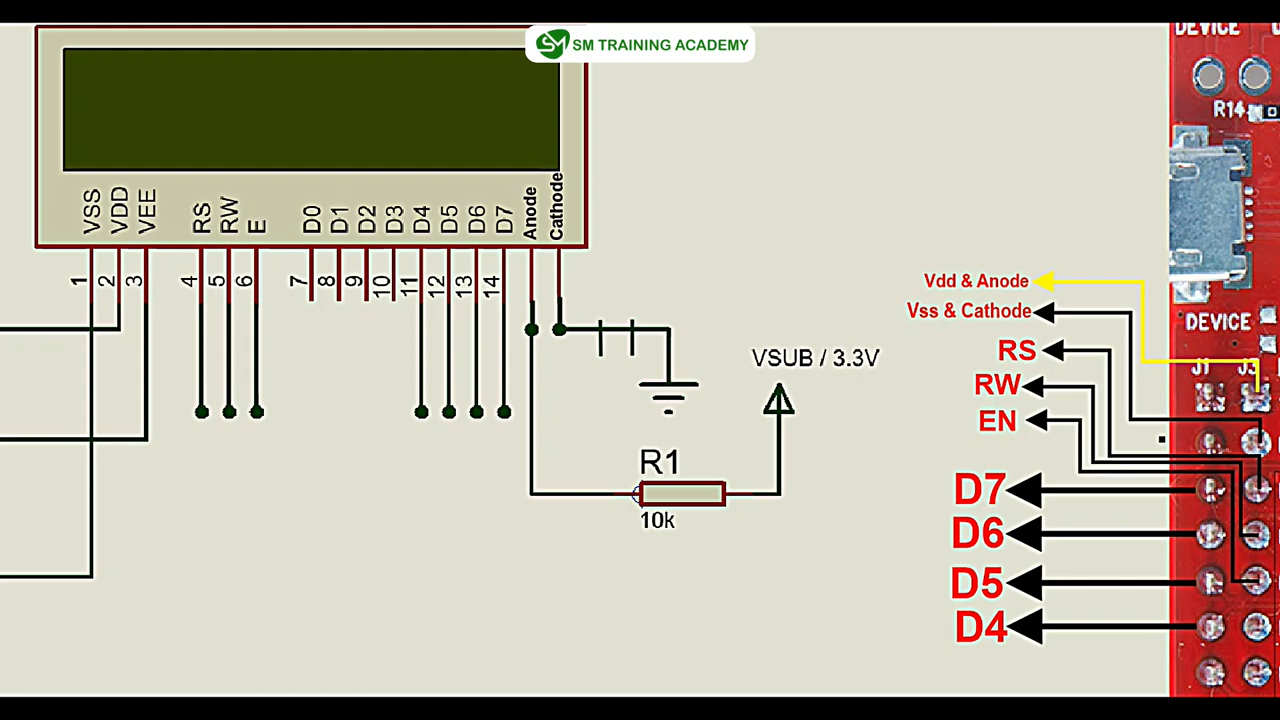 SM SM TRAINING ACADEMY
DEVICE
R14
VSS VDD VEE RS RW E D0 D1 D2 D3 D4 D5 D6 D7 Anode Cathode
1 2 3 4 5 6 7 8 9 10 11 12 13 14
Vdd & Anode
Vss & Cathode
DEVICE
RS
VSUB / 3.3V
J1 J3
RW
EN
R1
10k
D7
D6
D5
D4